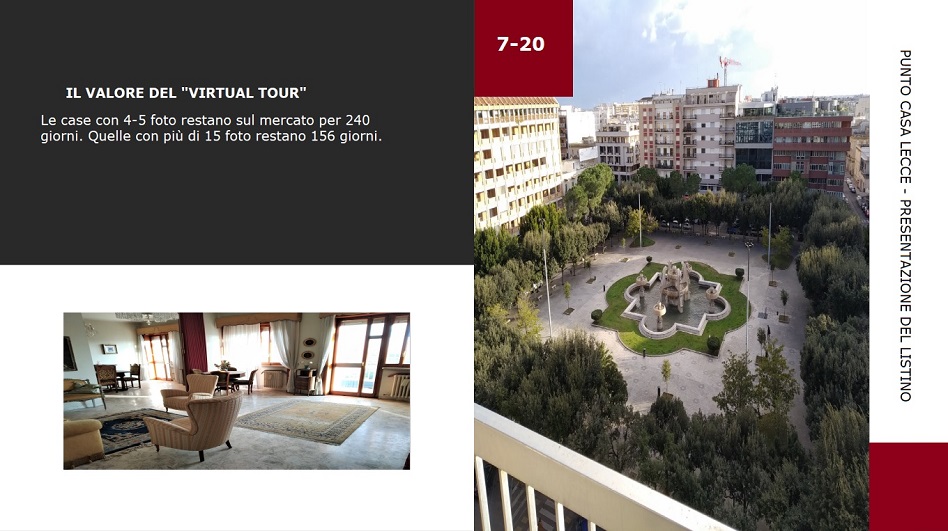 IL VALORE DEL "VIRTUAL TOUR"
Le case con 4-5 foto restano sul mercato per 240
giorni. Quelle con più di 15 foto restano 156 giorni.
7-20
PUNTO CASA LECCE - PRESENTAZIONE DEL LISTINO